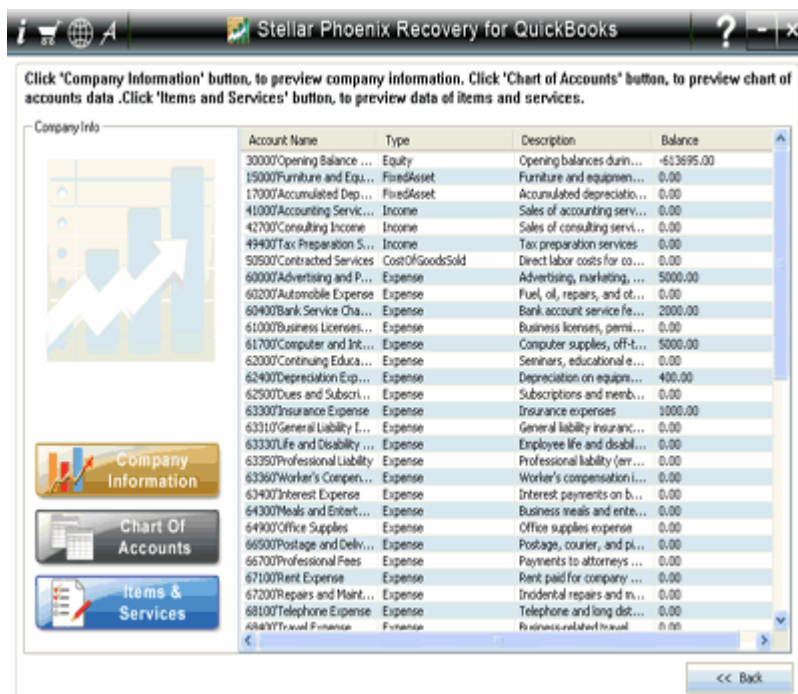 Stellar Phoenix Recovery for QuickBooks
Click 'Company Information' button, to preview company information. Click 'Chart of Accounts' button, to preview chart of
accounts data .Click 'Items and Services' button, to preview data of items and services.
Company Info
Account Name Type Description Balance
30000'Opening Balance ... Equity Opening balances durin... -613695.00
15000'Furniture and Equ... FixedAsset Furniture and equipmen... 0.00
17000'Accumulated Dep... FixedAsset Accumulated depreciatio... 0.00
41000'Accounting Servic... Income Sales of accounting serv... 0.00
42700'Consulting Income Income Sales of consulting servi... 0.00
49400'Tax Preparation S... Income Tax preparation services 0.00
50500'Contracted Services CostOfGoodsSold Direct labor costs for co... 0.00
60000'Advertising and P... Expense Advertising, marketing, ... 5000.00
60200'Automobile Expense Expense Fuel, oil, repairs, and ot... 0.00
60400'Bank Service Cha... Expense Bank account service fe... 2000.00
61000'Business Licenses... Expense Business licenses, permi... 0.00
61700'Computer and Int... Expense Computer supplies, off-t... 5000.00
62000'Continuing Educa... Expense Seminars, educational e... 0.00
62400'Depreciation Exp... Expense Depreciation on equipm... 400.00
62500'Dues and Subscri... Expense Subscriptions and memb... 0.00
63300'Insurance Expense Expense Insurance expenses 1000.00
63310'General Liability I... Expense General liability insuranc... 0.00
63330'Life and Disability ... Expense Employee life and disabil... 0.00
63350'Professional Liability Expense Professional liability (err... 0.00
63360'Worker's Compen... Expense Worker's compensation i... 0.00
63400'Interest Expense Expense Interest payments on b... 0.00
64300'Meals and Entert... Expense Business meals and ente... 0.00
64900'Office Supplies Expense Office supplies expense 0.00
66500'Postage and Deliv... Expense Postage, courier, and pi... 0.00
66700'Professional Fees Expense Payments to attorneys ... 0.00
67100'Rent Expense Expense Rent paid for company ... 0.00
67200'Repairs and Maint... Expense Incidental repairs and m... 0.00
68100'Telephone Expense Expense Telephone and long dist... 0.00
68400'Travel Expense Expense Business-related travel 0.00
Company
Information
Chart Of
Accounts
Items &
Services
<< Back